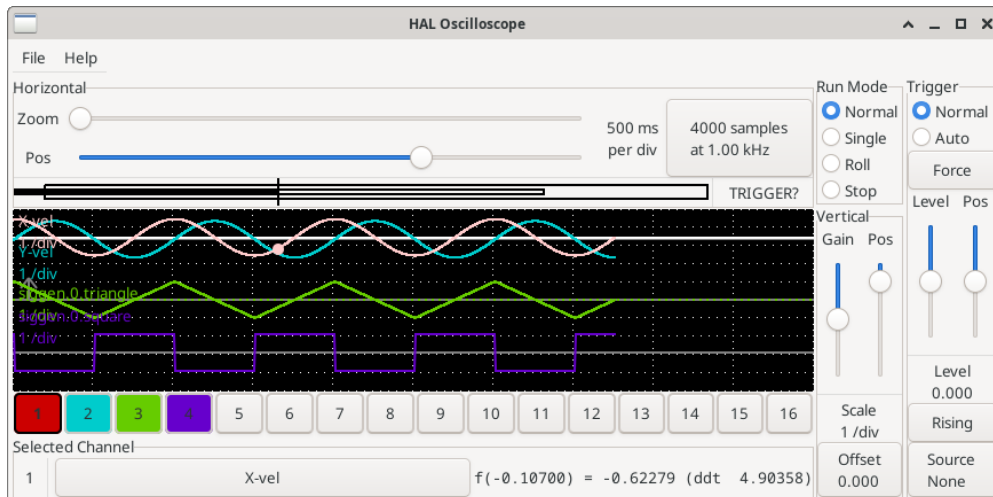 HAL Oscilloscope
File Help
Horizontal
Zoom
Pos
500 ms
per div
4000 samples
at 1.00 kHz
TRIGGER?
X-vel
1 /div
Y-vel
1 /div
siggen.0.triangle
1 /div
siggen.0.square
1 /div
1 2 3 4 5 6 7 8 9 10 11 12 13 14 15 16
Selected Channel
1 X-vel f(-0.10700) = -0.62279 (ddt 4.90358)
Run Mode
Normal
Single
Roll
Stop
Vertical
Gain Pos
Scale
1 /div
Offset
0.000
Trigger
Normal
Auto
Force
Level Pos
Level
0.000
Rising
Source
None